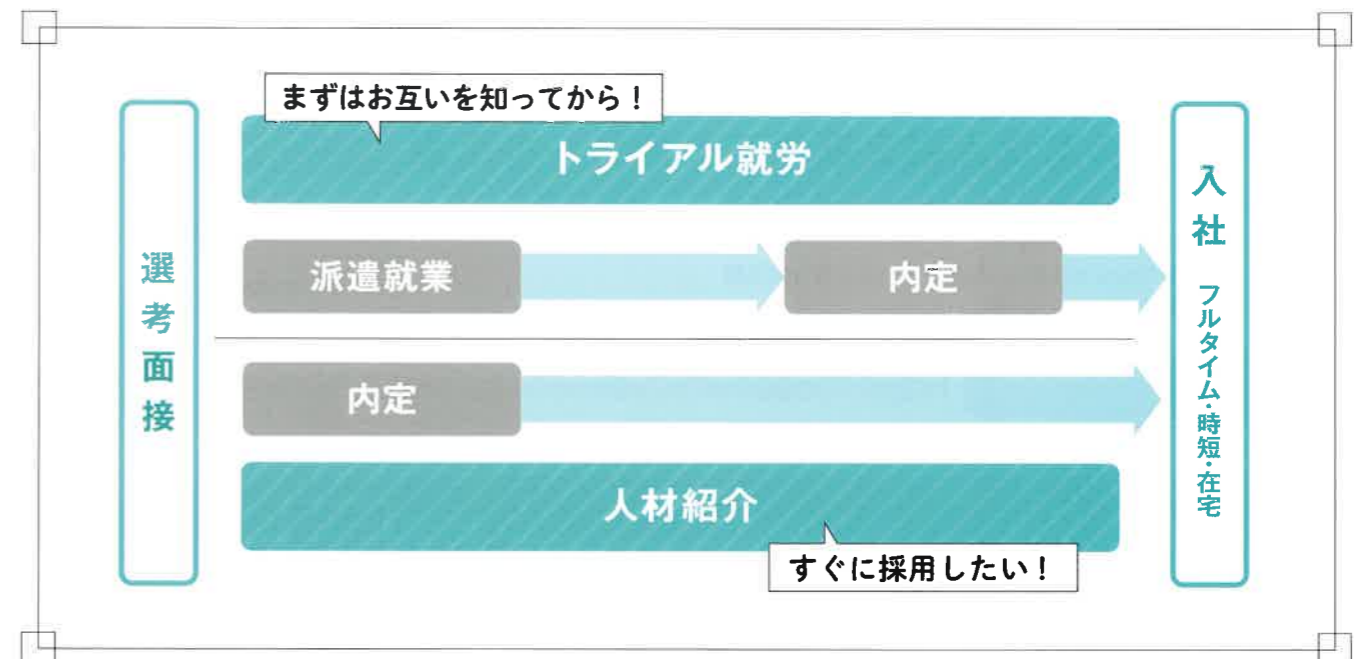 選考面接
まずはお互いを知ってから！
トライアル就労
派遣就業
内定
内定
人材紹介
すぐに採用したい！
入社 フルタイム・時短・在宅